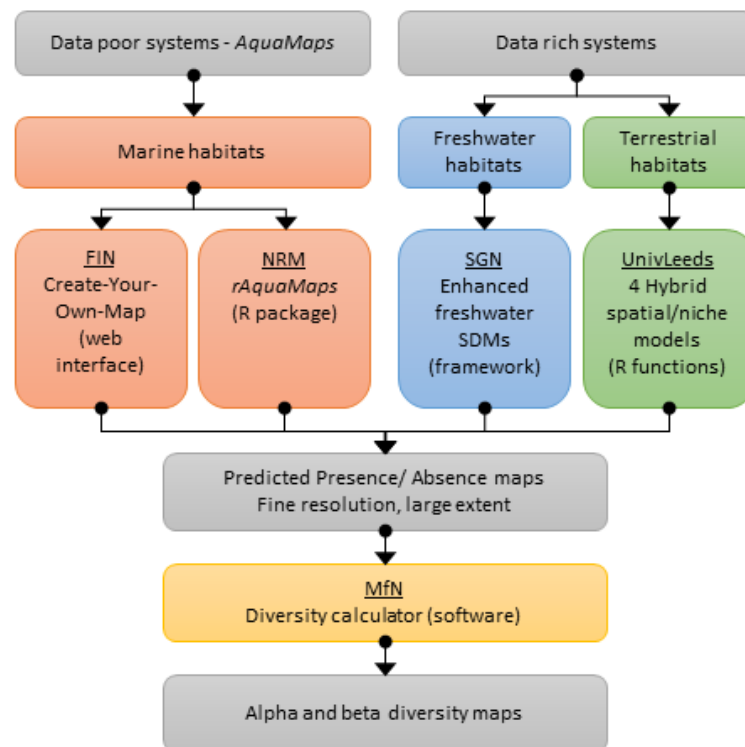 Data poor systems - AquaMaps
Data rich systems
Marine habitats
Freshwater
habitats
Terrestrial
habitats
FIN
Create-Your-
Own-Map
(web
interface)
NRM
rAquaMaps
(R package)
SGN
Enhanced
freshwater
SDMs
(framework)
UnivLeeds
4 Hybrid
spatial/niche
models
(R functions)
Predicted Presence/ Absence maps
Fine resolution, large extent
MfN
Diversity calculator (software)
Alpha and beta diversity maps